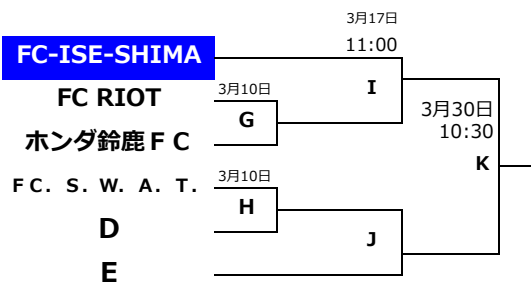 3月17日
FC-ISE-SHIMA
11:00
FC RIOT
3月10日
I
G
3月30日
10:30
ホンダ鈴鹿ＦＣ
K
ＦＣ．Ｓ．Ｗ．Ａ．Ｔ．
3月10日
H
D
J
E